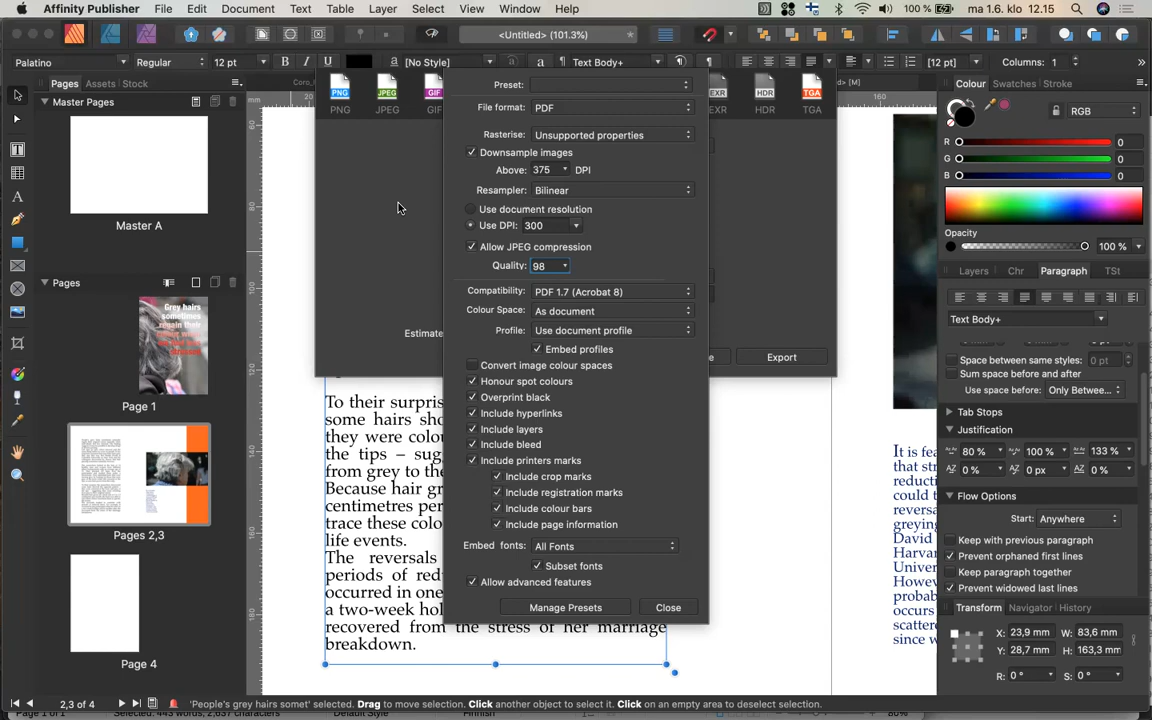 Affinity Publisher File Edit Document Text Table Layer Select View Window Help 100 % ma 1.6. klo 12.15
<Untitled> (101.3%) *
Palatino Regular 12 pt B I U a [No Style] a ¶ Text Body+ [12 pt] Columns: 1 »
Pages Assets Stock
Master Pages
Master A
Pages
Grey hairs
sometimes
regain their
Page 1
Pages 2,3
Page 4
mm
60
80
100
120
140
160
180
160
PNG JPEG GIF EXR HDR TGA
Export
Preset:
File format: PDF
Rasterise: Unsupported properties
Downsample images
Above: 375 DPI
Resampler: Bilinear
Use document resolution
Use DPI: 300
Allow JPEG compression
Quality: 98
Compatibility: PDF 1.7 (Acrobat 8)
Colour Space: As document
Profile: Use document profile
Embed profiles
Convert image colour spaces
Honour spot colours
Overprint black
Include hyperlinks
Include layers
Include bleed
Include printers marks
Include crop marks
Include registration marks
Include colour bars
Include page information
Embed fonts: All Fonts
Subset fonts
Allow advanced features
Manage Presets Close
To their surpris
some hairs sho
they were colou
the tips – sug
from grey to the
Because hair gr
centimetres per
trace these colo
life events.
The reversals
periods of red
occurred in one
a two-week hol
recovered from the stress of her marriage
breakdown.
It is fea
that str
reducti
could t
reversa
greying
David
Harvar
Univer
Howev
probab
occurs
scatter
since w
Colour Swatches Stroke
RGB
R 0
G 0
B 0
Opacity
100 %
Layers Chr Paragraph TSt
Text Body+
Space between same styles: 0 pt
Sum space before and after
Use space before: Only Betwee...
Tab Stops
Justification
80 % 100 % 133 %
0 % 0 px 0 %
Flow Options
Start: Anywhere
Keep with previous paragraph
Prevent orphaned first lines
Keep paragraph together
Prevent widowed last lines
Transform Navigator History
X: 23,9 mm W: 83,6 mm
Y: 28,7 mm H: 163,3 mm
R: 0 ° S: 0 °
2,3 of 4 'People's grey hairs somet' selected. Drag to move selection. Click another object to select it. Click on an empty area to deselect selection.